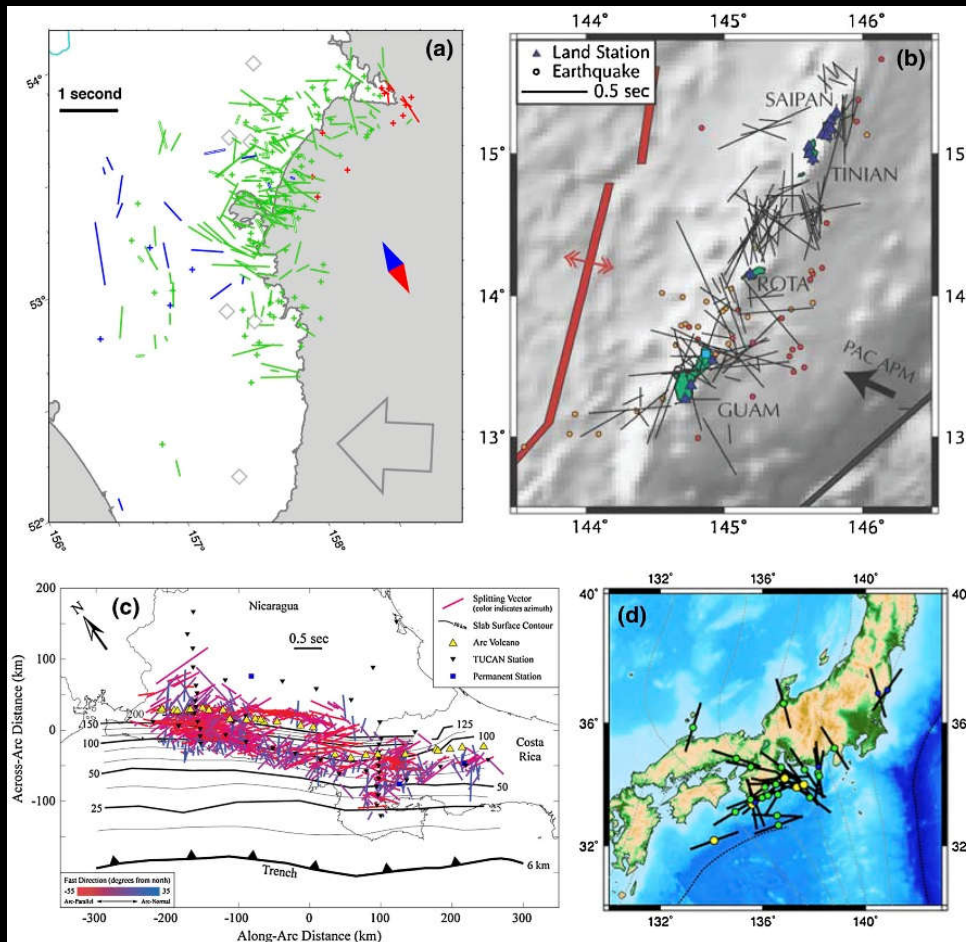 (a)
54°
1 second
53°
52°
156°
157°
158°
(b)
144°
145°
146°
Land Station
Earthquake
0.5 sec
SAIPAN
15°
15°
TINIAN
14°
14°
ROTA
PAC APM
GUAM
13°
13°
144°
145°
146°
(c)
200
100
0
-100
Across-Arc Distance (km)
N
Nicaragua
0.5 sec
Splitting Vector
(color indicates azimuth)
Slab Surface Contour
Arc Volcano
TUCAN Station
Permanent Station
200
150
125
100
100
Costa
Rica
50
50
25
25
6 km
Trench
Fast Direction (degrees from north)
-55
35
Arc-Parallel
Arc-Normal
-300
-200
-100
0
100
200
300
Along-Arc Distance (km)
(d)
132°
136°
140°
40°
40°
36°
36°
32°
32°
132°
136°
140°